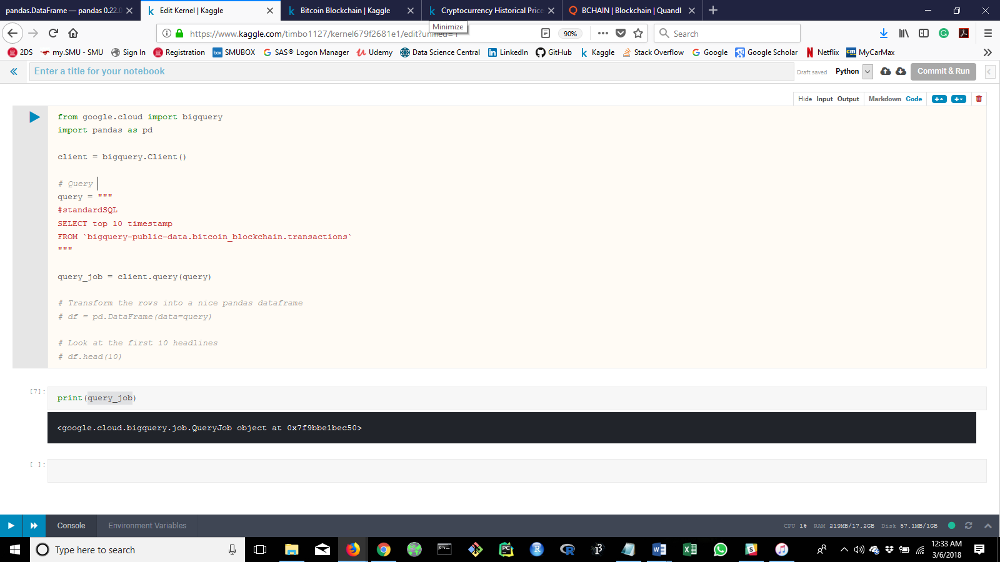 pandas.DataFrame — pandas 0.22.0
Edit Kernel | Kaggle
Bitcoin Blockchain | Kaggle
Cryptocurrency Historical Price
BCHAIN | Blockchain | Quandl
Minimize
https://www.kaggle.com/timbo1127/kernel679f2681e1/edit?unified=1
90%
Search
2DS
my.SMU - SMU
Sign In
Registration
box SMUBOX
SAS® Logon Manager
Udemy
Data Science Central
LinkedIn
GitHub
Kaggle
Stack Overflow
Google
Google Scholar
Netflix
MyCarMax
Enter a title for your notebook
Draft saved
Python
Commit & Run
Hide Input Output
Markdown Code
from google.cloud import bigquery
import pandas as pd
client = bigquery.Client()
# Query
query = """
#standardSQL
SELECT top 10 timestamp
FROM `bigquery-public-data.bitcoin_blockchain.transactions`
"""
query_job = client.query(query)
# Transform the rows into a nice pandas dataframe
# df = pd.DataFrame(data=query)
# Look at the first 10 headlines
# df.head(10)
[7]:
print(query_job)
<google.cloud.bigquery.job.QueryJob object at 0x7f9bbe1bec50>
[ ]:
Console
Environment Variables
CPU 1% RAM 219MB/17.2GB Disk 57.1MB/1GB
Type here to search
12:33 AM
3/6/2018